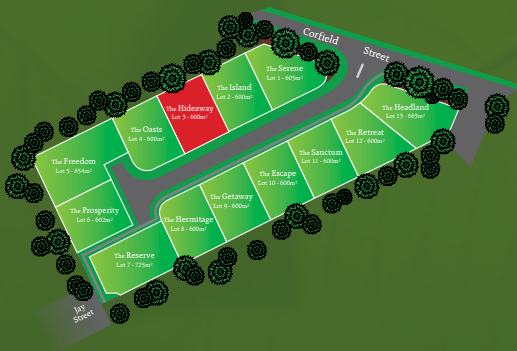 Corfield
Street
The Serene
Lot 1 - 605m²
The Island
Lot 2 - 600m²
The Hideaway
Lot 3 - 600m²
The Oasis
Lot 4 - 600m²
The Freedom
Lot 5 - 834m²
The Prosperity
Lot 6 - 602m²
The Reserve
Lot 7 - 725m²
The Hermitage
Lot 8 - 600m²
The Getaway
Lot 9 - 600m²
The Escape
Lot 10 - 600m²
The Sanctum
Lot 11 - 600m²
The Retreat
Lot 12 - 600m²
The Headland
Lot 13 - 665m²
Jay
Street